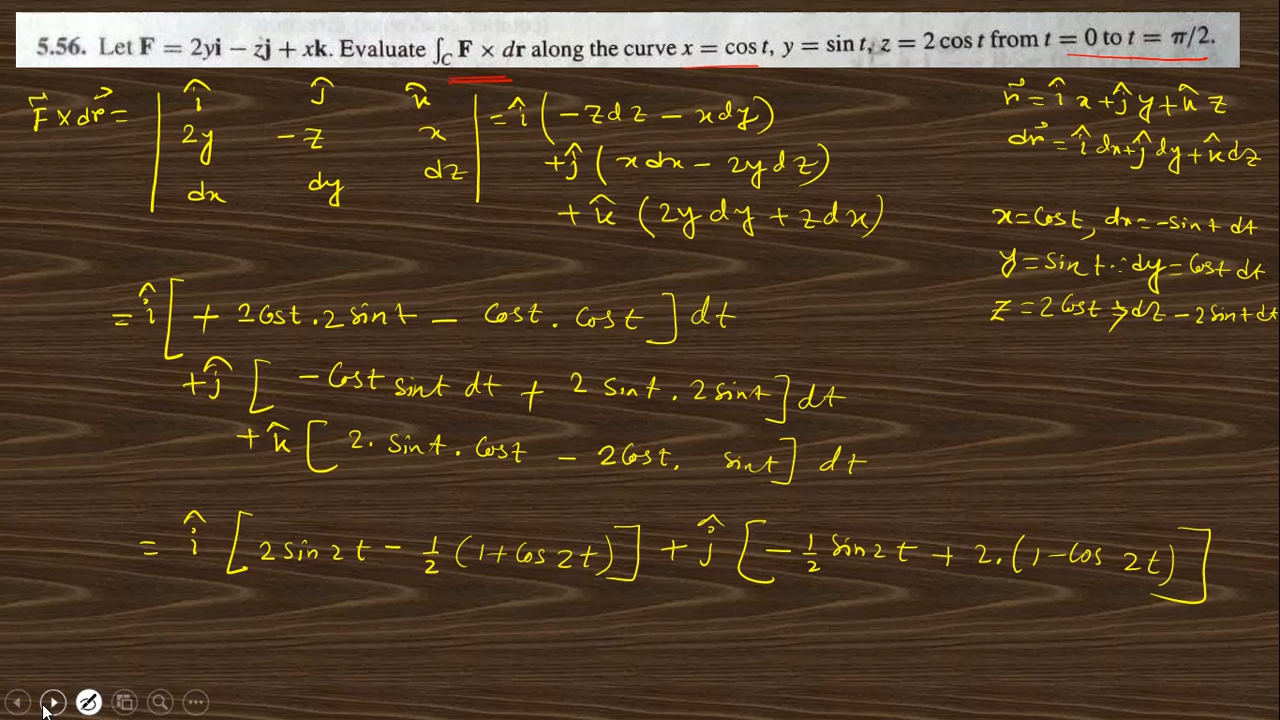 5.56. Let F = 2yi − zj + xk. Evaluate ∫_C F × dr along the curve x = cos t, y = sin t, z = 2 cos t from t = 0 to t = π/2.
F⃗ × dr⃗ = | î ĵ k̂ | = î (−z dz − x dy)
2y −z x
+ ĵ (x dx − 2y dz)
dx dy dz
+ k̂ (2y dy + z dx)
r⃗ = î x + ĵ y + k̂ z
dr⃗ = î dx + ĵ dy + k̂ dz
x = Cos t, dx = −sin t dt
y = Sin t ∴ dy = Cos t dt
z = 2 Cos t ⇒ dz − 2 sin t dt
= î [ + 2 Cos t . 2 sin t − Cos t . Cos t ] dt
+ ĵ [ − Cos t sin t dt + 2 sin t . 2 sin t ] dt
+ k̂ [ 2. sin t . Cos t − 2 Cos t . sin t ] dt
= î [ 2 sin 2t − 1/2 (1 + Cos 2t) ] + ĵ [ − 1/2 Sin 2t + 2. (1 − Cos 2t) ]